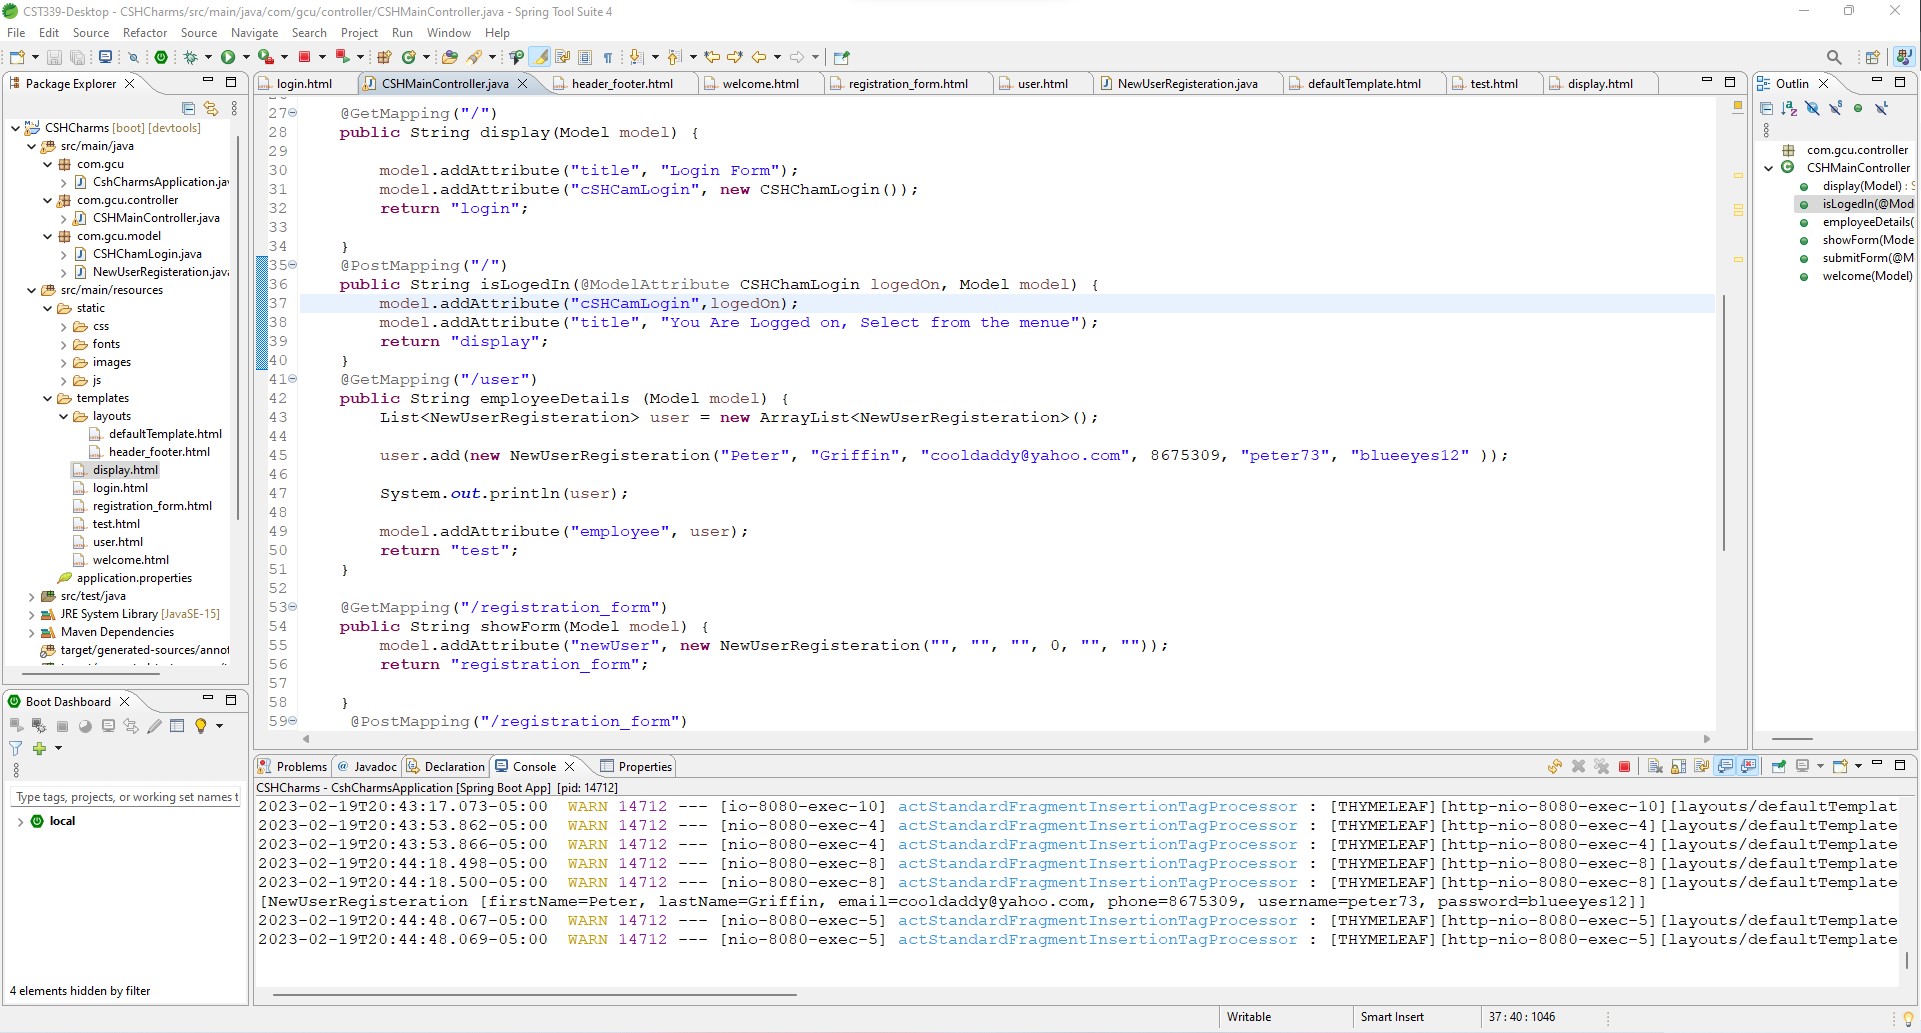 CST339-Desktop - CSHCharms/src/main/java/com/gcu/controller/CSHMainController.java - Spring Tool Suite 4
File Edit Source Refactor Source Navigate Search Project Run Window Help
Package Explorer
CSHCharms [boot] [devtools]
src/main/java
com.gcu
CshCharmsApplication.jav
com.gcu.controller
CSHMainController.java
com.gcu.model
CSHChamLogin.java
NewUserRegisteration.java
src/main/resources
static
css
fonts
images
js
templates
layouts
defaultTemplate.html
header_footer.html
display.html
login.html
registration_form.html
test.html
user.html
welcome.html
application.properties
src/test/java
JRE System Library [JavaSE-15]
Maven Dependencies
target/generated-sources/annot
Boot Dashboard
Type tags, projects, or working set names t
local
4 elements hidden by filter
login.html CSHMainController.java header_footer.html welcome.html registration_form.html user.html NewUserRegisteration.java defaultTemplate.html test.html display.html
27 @GetMapping("/")
28 public String display(Model model) {
29
30 model.addAttribute("title", "Login Form");
31 model.addAttribute("cSHCamLogin", new CSHChamLogin());
32 return "login";
33
34 }
35 @PostMapping("/")
36 public String isLogedIn(@ModelAttribute CSHChamLogin logedOn, Model model) {
37 model.addAttribute("cSHCamLogin",logedOn);
38 model.addAttribute("title", "You Are Logged on, Select from the menue");
39 return "display";
40 }
41 @GetMapping("/user")
42 public String employeeDetails (Model model) {
43 List<NewUserRegisteration> user = new ArrayList<NewUserRegisteration>();
44
45 user.add(new NewUserRegisteration("Peter", "Griffin", "cooldaddy@yahoo.com", 8675309, "peter73", "blueeyes12" ));
46
47 System.out.println(user);
48
49 model.addAttribute("employee", user);
50 return "test";
51 }
52
53 @GetMapping("/registration_form")
54 public String showForm(Model model) {
55 model.addAttribute("newUser", new NewUserRegisteration("", "", "", 0, "", ""));
56 return "registration_form";
57
58 }
59 @PostMapping("/registration_form")
Outlin
com.gcu.controller
CSHMainController
display(Model) : S
isLogedIn(@Mod
employeeDetails(
showForm(Mode
submitForm(@M
welcome(Model)
Problems @ Javadoc Declaration Console Properties
CSHCharms - CshCharmsApplication [Spring Boot App] [pid: 14712]
2023-02-19T20:43:17.073-05:00 WARN 14712 --- [io-8080-exec-10] actStandardFragmentInsertionTagProcessor : [THYMELEAF][http-nio-8080-exec-10][layouts/defaultTemplat
2023-02-19T20:43:53.862-05:00 WARN 14712 --- [nio-8080-exec-4] actStandardFragmentInsertionTagProcessor : [THYMELEAF][http-nio-8080-exec-4][layouts/defaultTemplate
2023-02-19T20:43:53.866-05:00 WARN 14712 --- [nio-8080-exec-4] actStandardFragmentInsertionTagProcessor : [THYMELEAF][http-nio-8080-exec-4][layouts/defaultTemplate
2023-02-19T20:44:18.498-05:00 WARN 14712 --- [nio-8080-exec-8] actStandardFragmentInsertionTagProcessor : [THYMELEAF][http-nio-8080-exec-8][layouts/defaultTemplate
2023-02-19T20:44:18.500-05:00 WARN 14712 --- [nio-8080-exec-8] actStandardFragmentInsertionTagProcessor : [THYMELEAF][http-nio-8080-exec-8][layouts/defaultTemplate
[NewUserRegisteration [firstName=Peter, lastName=Griffin, email=cooldaddy@yahoo.com, phone=8675309, username=peter73, password=blueeyes12]]
2023-02-19T20:44:48.067-05:00 WARN 14712 --- [nio-8080-exec-5] actStandardFragmentInsertionTagProcessor : [THYMELEAF][http-nio-8080-exec-5][layouts/defaultTemplate
2023-02-19T20:44:48.069-05:00 WARN 14712 --- [nio-8080-exec-5] actStandardFragmentInsertionTagProcessor : [THYMELEAF][http-nio-8080-exec-5][layouts/defaultTemplate
Writable Smart Insert 37 : 40 : 1046